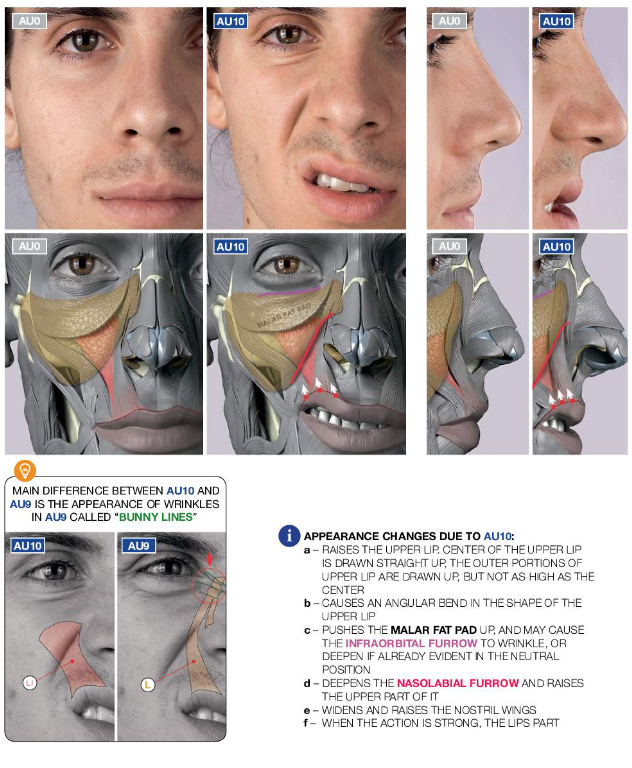 AU0
AU10
AU0
AU10
AU0
AU10
MALAR FAT PAD
AU0
AU10
MAIN DIFFERENCE BETWEEN AU10 AND
AU9 IS THE APPEARANCE OF WRINKLES
IN AU9 CALLED “BUNNY LINES”
AU10
AU9
LI
L
i
APPEARANCE CHANGES DUE TO AU10:
a – RAISES THE UPPER LIP. CENTER OF THE UPPER LIP
IS DRAWN STRAIGHT UP, THE OUTER PORTIONS OF
UPPER LIP ARE DRAWN UP, BUT NOT AS HIGH AS THE
CENTER
b – CAUSES AN ANGULAR BEND IN THE SHAPE OF THE
UPPER LIP
c – PUSHES THE MALAR FAT PAD UP, AND MAY CAUSE
THE INFRAORBITAL FURROW TO WRINKLE, OR
DEEPEN IF ALREADY EVIDENT IN THE NEUTRAL
POSITION
d – DEEPENS THE NASOLABIAL FURROW AND RAISES
THE UPPER PART OF IT
e – WIDENS AND RAISES THE NOSTRIL WINGS
f – WHEN THE ACTION IS STRONG, THE LIPS PART